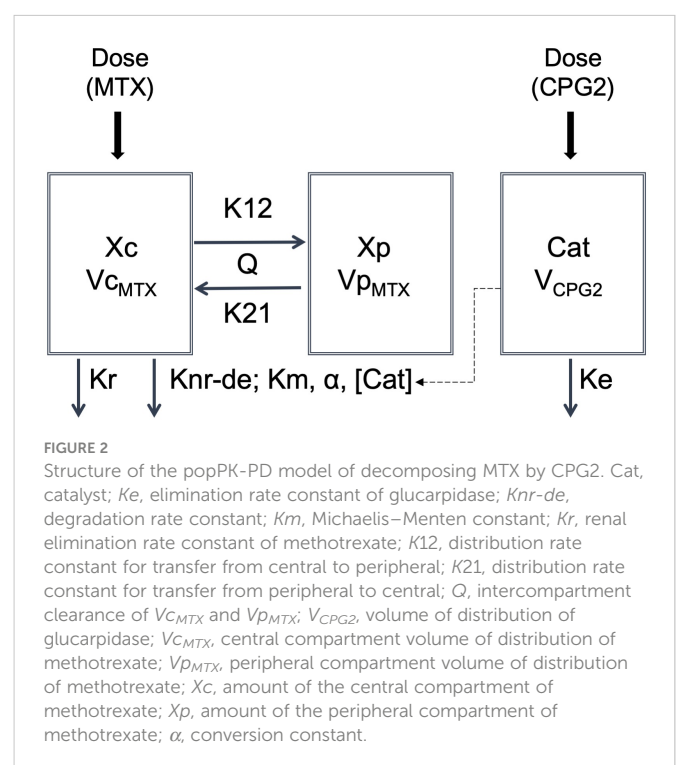 Dose
(MTX)
Dose
(CPG2)
K12
Xc
VcMTX
Q
Xp
VpMTX
Cat
VCPG2
K21
Kr
Knr-de; Km, α, [Cat]
Ke
FIGURE 2
Structure of the popPK-PD model of decomposing MTX by CPG2. Cat,
catalyst; Ke, elimination rate constant of glucarpidase; Knr-de,
degradation rate constant; Km, Michaelis–Menten constant; Kr, renal
elimination rate constant of methotrexate; K12, distribution rate
constant for transfer from central to peripheral; K21, distribution rate
constant for transfer from peripheral to central; Q, intercompartment
clearance of VcMTX and VpMTX; VCPG2, volume of distribution of
glucarpidase; VcMTX, central compartment volume of distribution of
methotrexate; VpMTX, peripheral compartment volume of distribution
of methotrexate; Xc, amount of the central compartment of
methotrexate; Xp, amount of the peripheral compartment of
methotrexate; α, conversion constant.